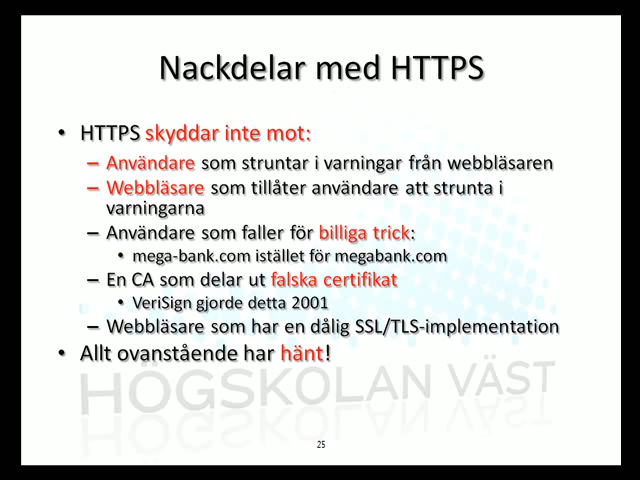 Nackdelar med HTTPS
• HTTPS skyddar inte mot:
– Användare som struntar i varningar från webbläsaren
– Webbläsare som tillåter användare att strunta i
varningarna
– Användare som faller för billiga trick:
• mega-bank.com istället för megabank.com
– En CA som delar ut falska certifikat
• VeriSign gjorde detta 2001
– Webbläsare som har en dålig SSL/TLS-implementation
• Allt ovanstående har hänt!
HÖGSKOLAN VÄST
25